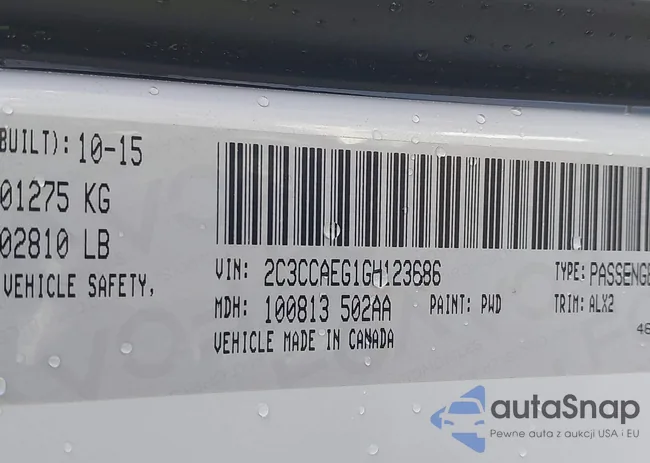 BUILT): 10-15
01275 KG
02810 LB
VEHICLE SAFETY,
VIN: 2C3CCAEG1GH123686
TYPE: PASSENGE
MDH: 100813 502AA
PAINT: PWD
TRIM: ALX2
VEHICLE MADE IN CANADA
46
autaSnap
Pewne auta z aukcji USA i EU